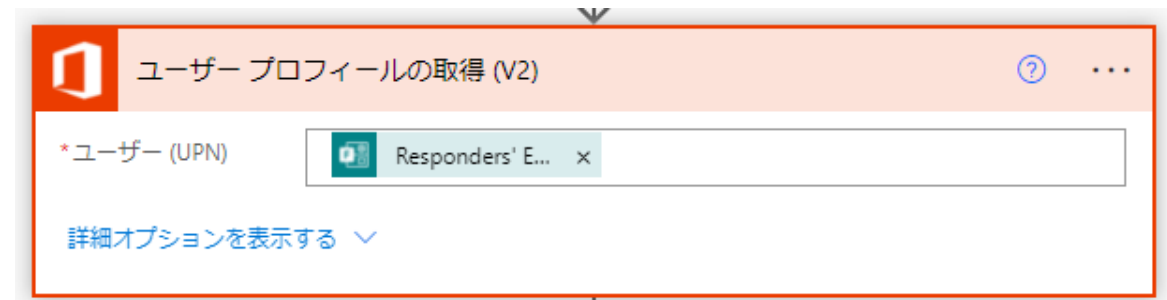 ユーザー プロフィールの取得 (V2)
*ユーザー (UPN)
Responders' E... ×
詳細オプションを表示する